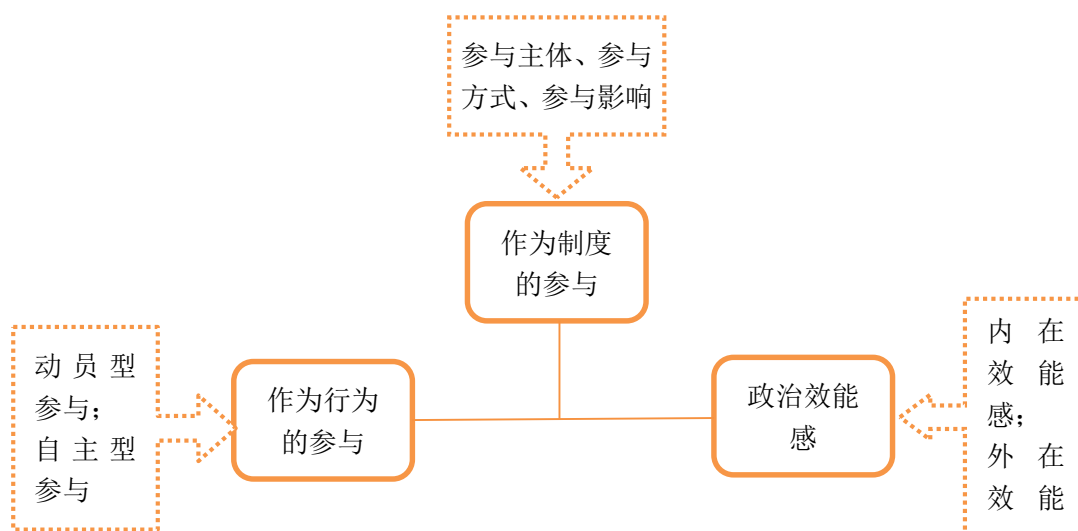 参与主体、参与
方式、参与影响
作为制度
的参与
动员型
参与；
自主型
参与
作为行为
的参与
政治效能
感
内在
效能
感；
外在
效能